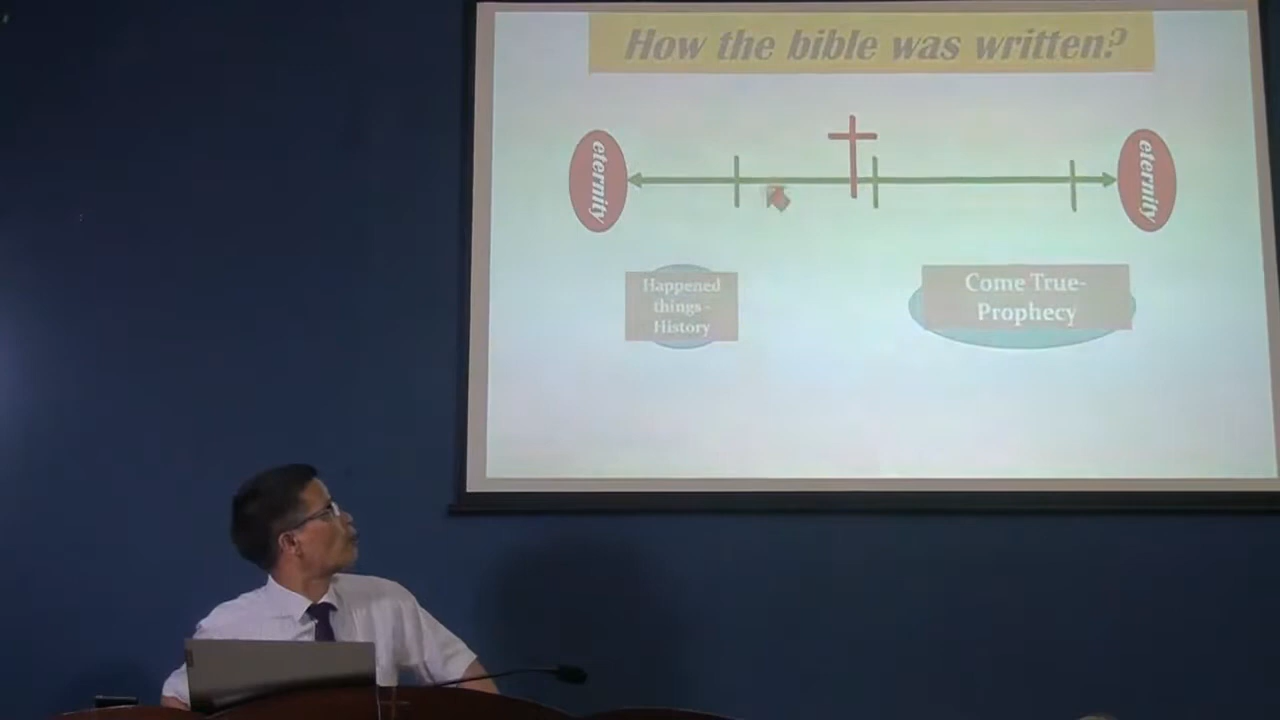 How the bible was written?
eternity
eternity
Happened
things -
History
Come True-
Prophecy